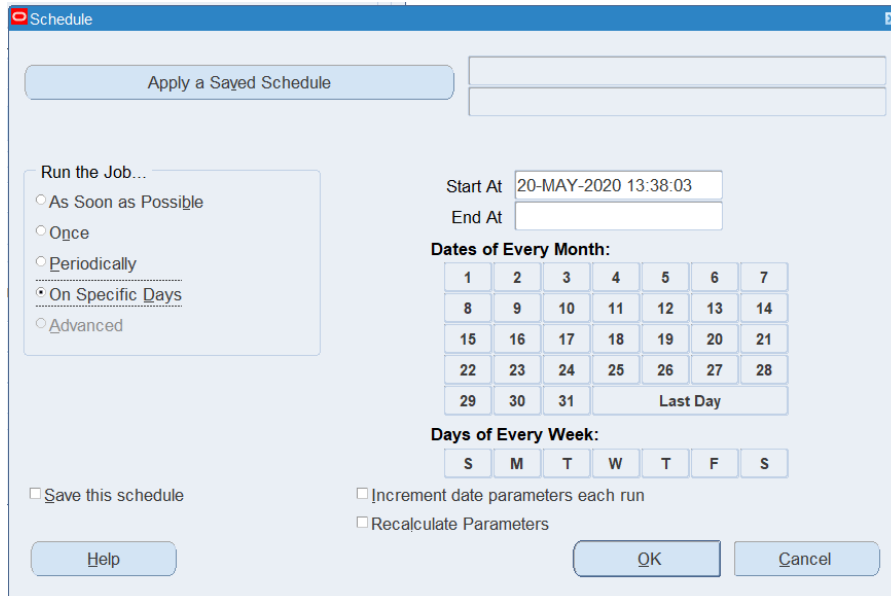 Schedule
Apply a Saved Schedule
Run the Job...
As Soon as Possible
Once
Periodically
On Specific Days
Advanced
Start At 20-MAY-2020 13:38:03
End At
Dates of Every Month:
1 2 3 4 5 6 7
8 9 10 11 12 13 14
15 16 17 18 19 20 21
22 23 24 25 26 27 28
29 30 31 Last Day
Days of Every Week:
S M T W T F S
Save this schedule
Increment date parameters each run
Recalculate Parameters
Help
OK
Cancel